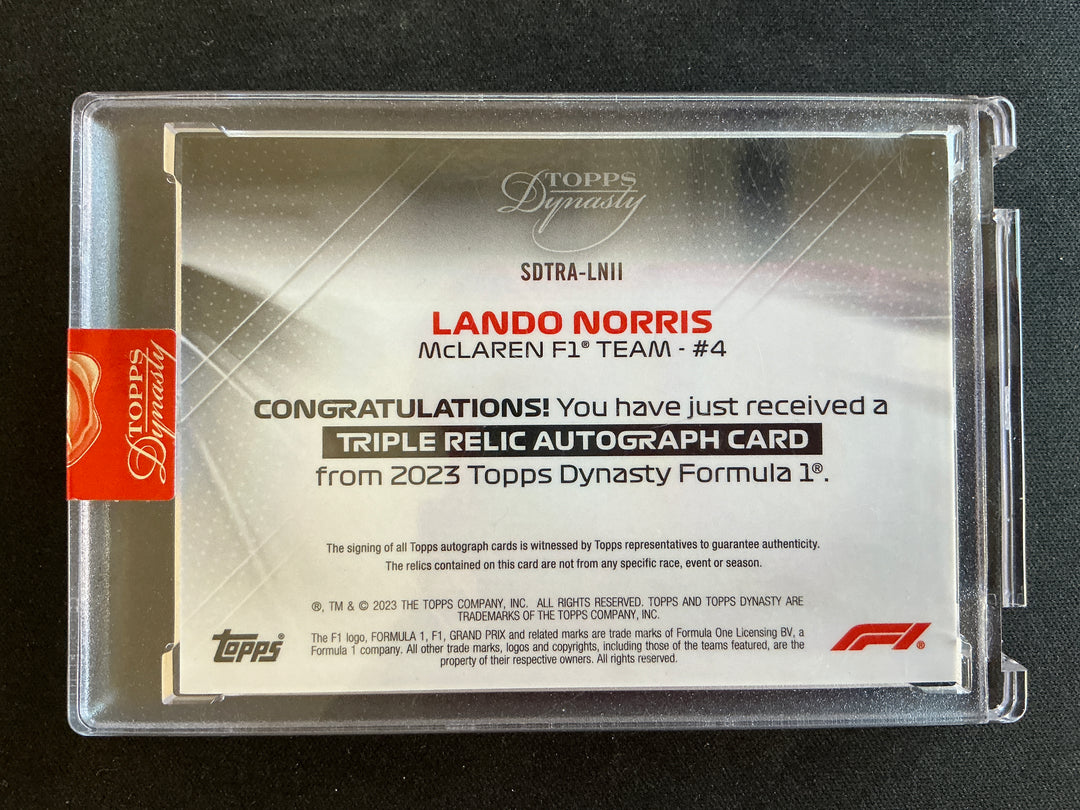 TOPPS
Dynasty
SDTRA-LNII
LANDO NORRIS
McLAREN F1® TEAM - #4
CONGRATULATIONS! You have just received a
TRIPLE RELIC AUTOGRAPH CARD
from 2023 Topps Dynasty Formula 1®.
TOPPS
Dynasty
The signing of all Topps autograph cards is witnessed by Topps representatives to guarantee authenticity.
The relics contained on this card are not from any specific race, event or season.
®, TM & © 2023 THE TOPPS COMPANY, INC. ALL RIGHTS RESERVED. TOPPS AND TOPPS DYNASTY ARE
TRADEMARKS OF THE TOPPS COMPANY, INC.
topps®
The F1 logo, FORMULA 1, F1, GRAND PRIX and related marks are trade marks of Formula One Licensing BV, a
Formula 1 company. All other trade marks, logos and copyrights, including those of the teams featured, are the
property of their respective owners. All rights reserved.
F1®